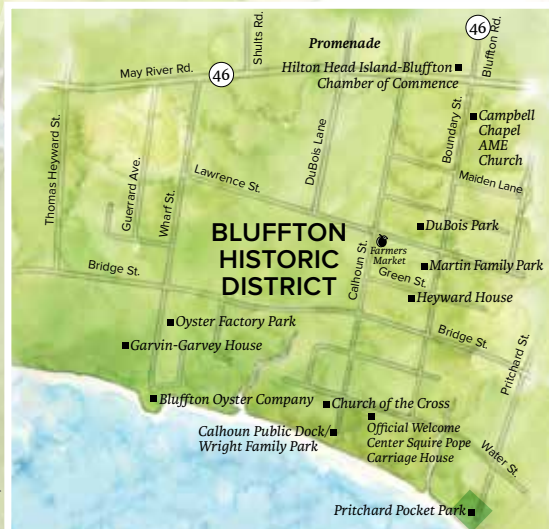 46
Bluffton Rd.
Shults Rd.
Promenade
May River Rd.
46
Hilton Head Island-Bluffton
Chamber of Commerce
Boundary St.
Campbell
Chapel
AME
Church
Thomas Heyward St.
Guerrard Ave.
Wharf St.
Lawrence St.
DuBois Lane
Maiden Lane
BLUFFTON
HISTORIC
DISTRICT
Calhoun St.
Farmers
Market
DuBois Park
Martin Family Park
Green St.
Heyward House
Bridge St.
Bridge St.
Pritchard St.
Oyster Factory Park
Garvin-Garvey House
Bluffton Oyster Company
Church of the Cross
Calhoun Public Dock/
Wright Family Park
Official Welcome
Center Squire Pope
Carriage House
Water St.
Pritchard Pocket Park